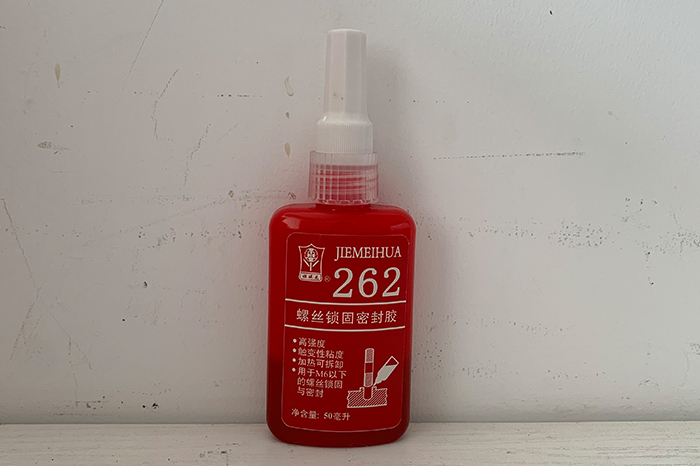 JIEMEIHUA
®
262
螺丝锁固密封胶
•高强度
•触变性粘度
•加热可拆卸
•用于M6以下
的螺丝锁固
与密封
净含量: 50毫升